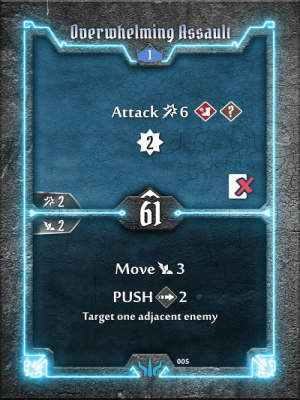 Overwhelming Assault
1
Attack 6 ?
2
2
61
2
Move 3
PUSH 2
Target one adjacent enemy
005